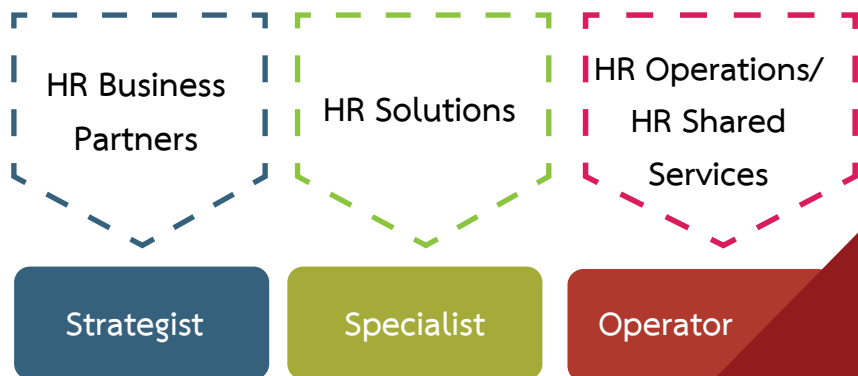 HR Business
Partners
HR Solutions
HR Operations/
HR Shared
Services
Strategist
Specialist
Operator